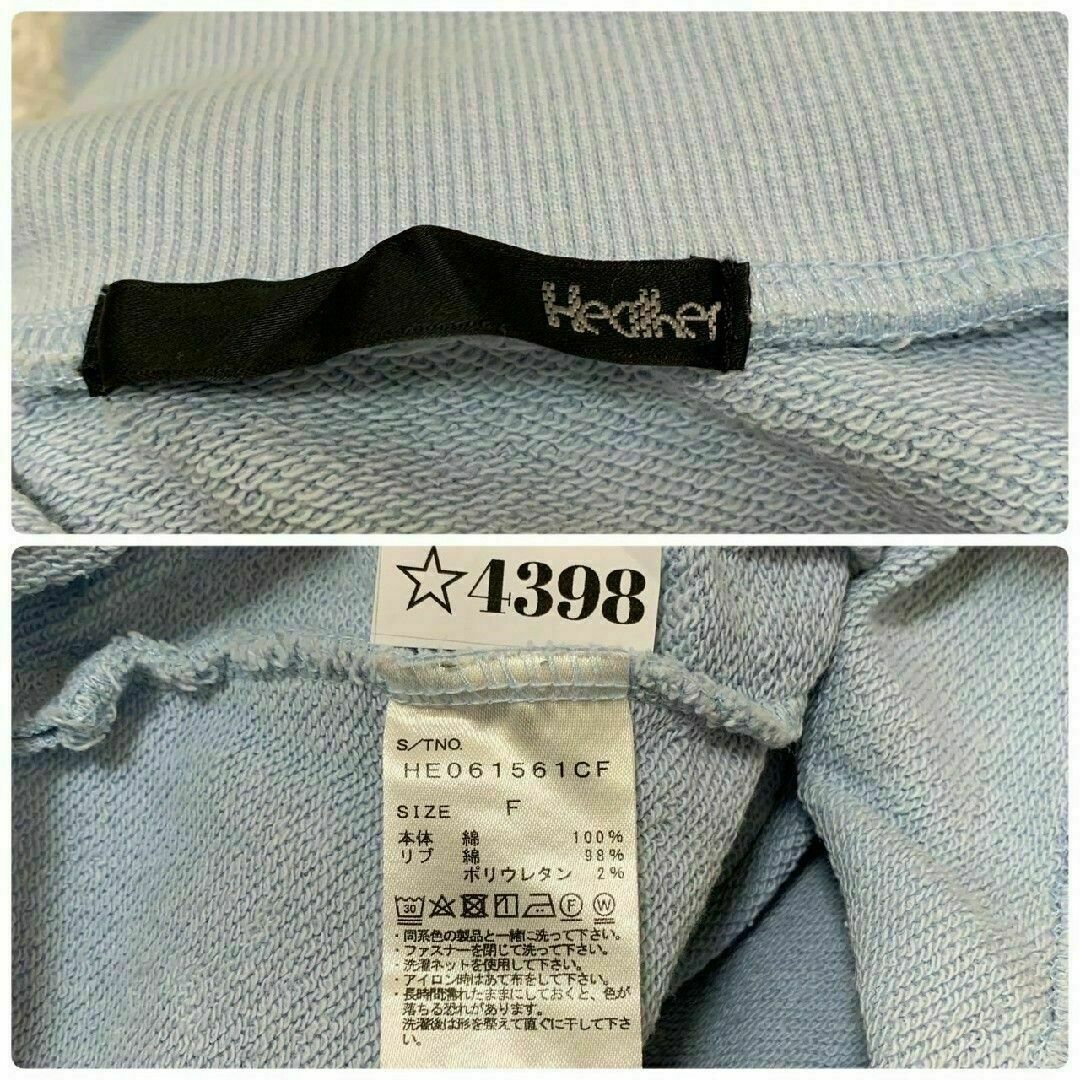 Heather
☆4398
S/TNO.
HE061561CF
SIZE F
本体 綿 100%
リブ 綿 98%
ポリウレタン 2%
30 F W
・同系色の製品と一緒に洗って下さい。
・ファスナーを閉じて洗って下さい。
洗濯ネットを使用して下さい。
・アイロン時はあて布をして下さい。
・長時間濡れたままにしておくと、色が
落ちる恐れがあります。
洗濯後は形を整えて直ぐに干して下さ
い。